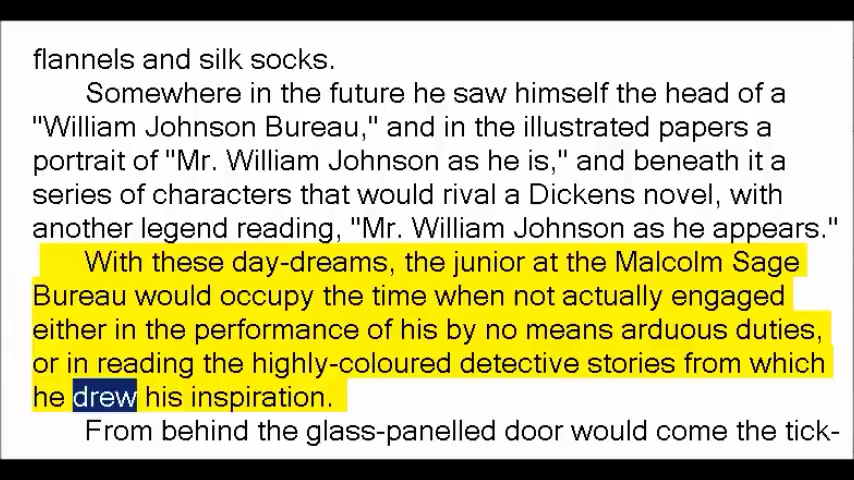 flannels and silk socks.
Somewhere in the future he saw himself the head of a
"William Johnson Bureau," and in the illustrated papers a
portrait of "Mr. William Johnson as he is," and beneath it a
series of characters that would rival a Dickens novel, with
another legend reading, "Mr. William Johnson as he appears."
With these day-dreams, the junior at the Malcolm Sage
Bureau would occupy the time when not actually engaged
either in the performance of his by no means arduous duties,
or in reading the highly-coloured detective stories from which
he drew his inspiration.
From behind the glass-panelled door would come the tick-